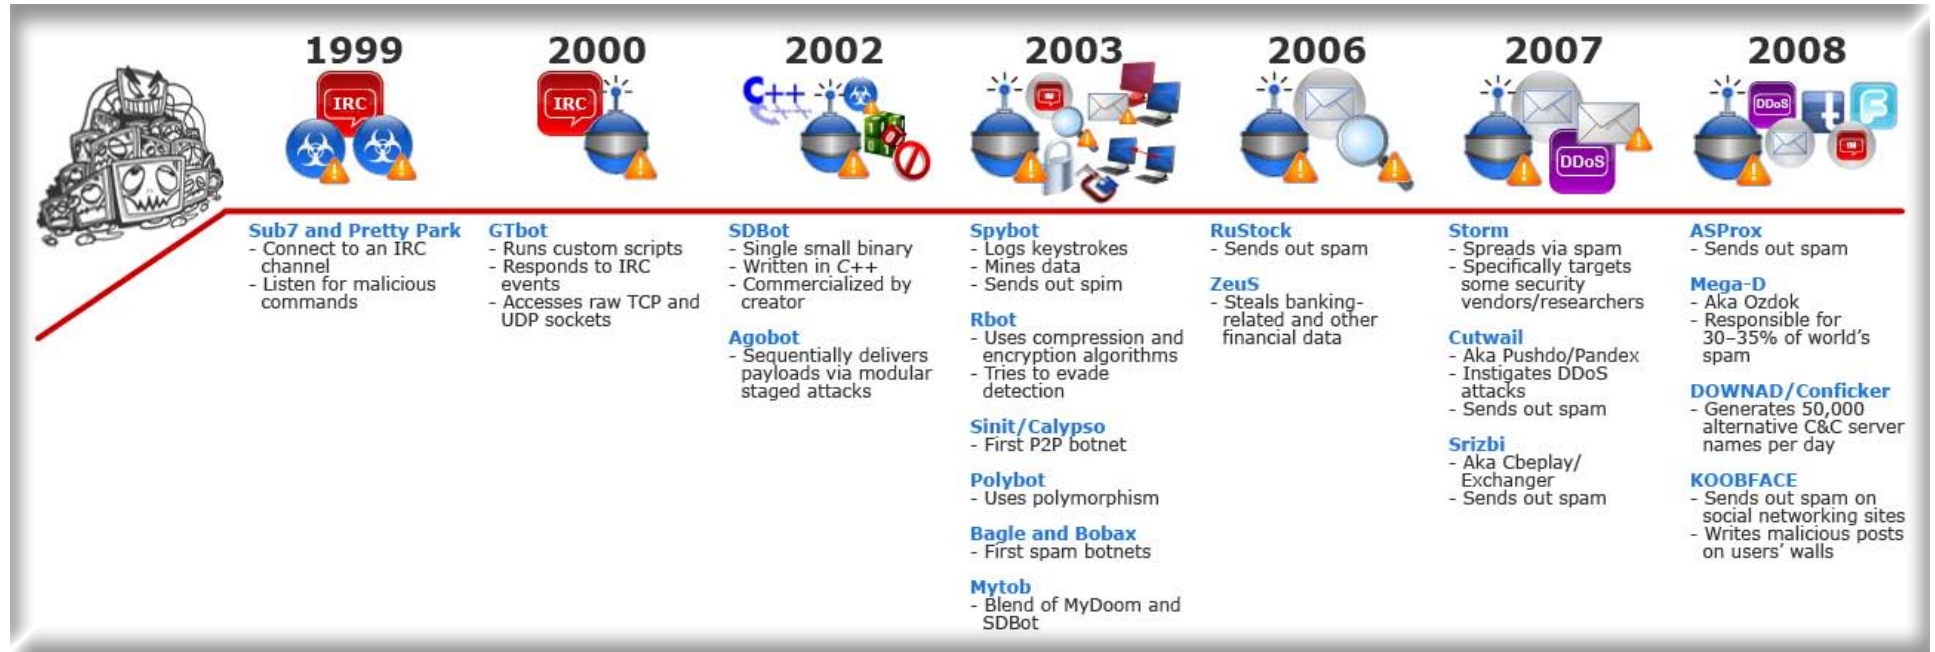 1999
2000
2002
2003
2006
2007
2008
IRC
IRC
C++
IM
DDoS
DDoS
IM
Sub7 and Pretty Park
- Connect to an IRC
channel
- Listen for malicious
commands
GTbot
- Runs custom scripts
- Responds to IRC
events
- Accesses raw TCP and
UDP sockets
SDBot
- Single small binary
- Written in C++
- Commercialized by
creator
Agobot
- Sequentially delivers
payloads via modular
staged attacks
Spybot
- Logs keystrokes
- Mines data
- Sends out spim
Rbot
- Uses compression and
encryption algorithms
- Tries to evade
detection
Sinit/Calypso
- First P2P botnet
Polybot
- Uses polymorphism
Bagle and Bobax
- First spam botnets
Mytob
- Blend of MyDoom and
SDBot
RuStock
- Sends out spam
ZeuS
- Steals banking-
related and other
financial data
Storm
- Spreads via spam
- Specifically targets
some security
vendors/researchers
Cutwail
- Aka Pushdo/Pandex
- Instigates DDoS
attacks
- Sends out spam
Srizbi
- Aka Cbeplay/
Exchanger
- Sends out spam
ASProx
- Sends out spam
Mega-D
- Aka Ozdok
- Responsible for
30–35% of world's
spam
DOWNAD/Conficker
- Generates 50,000
alternative C&C server
names per day
KOOBFACE
- Sends out spam on
social networking sites
- Writes malicious posts
on users' walls